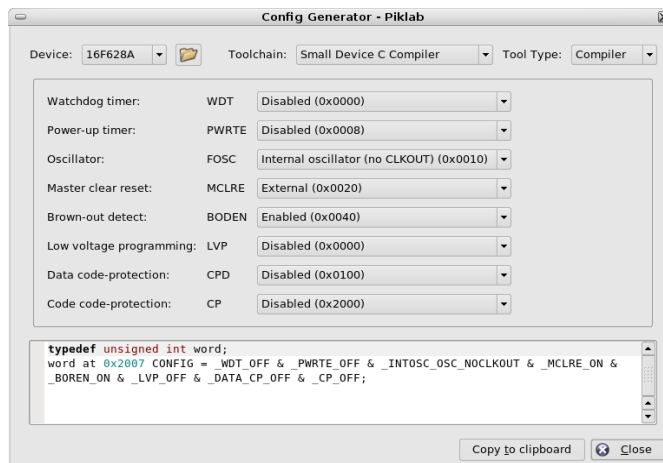 Config Generator - Piklab
Device: 16F628A Toolchain: Small Device C Compiler Tool Type: Compiler
Watchdog timer: WDT Disabled (0x0000)
Power-up timer: PWRTE Disabled (0x0008)
Oscillator: FOSC Internal oscillator (no CLKOUT) (0x0010)
Master clear reset: MCLRE External (0x0020)
Brown-out detect: BODEN Enabled (0x0040)
Low voltage programming: LVP Disabled (0x0000)
Data code-protection: CPD Disabled (0x0100)
Code code-protection: CP Disabled (0x2000)
typedef unsigned int word;
word at 0x2007 CONFIG = _WDT_OFF & _PWRTE_OFF & _INTOSC_OSC_NOCLKOUT & _MCLRE_ON &
_BOREN_ON & _LVP_OFF & _DATA_CP_OFF & _CP_OFF;
Copy to clipboard Close